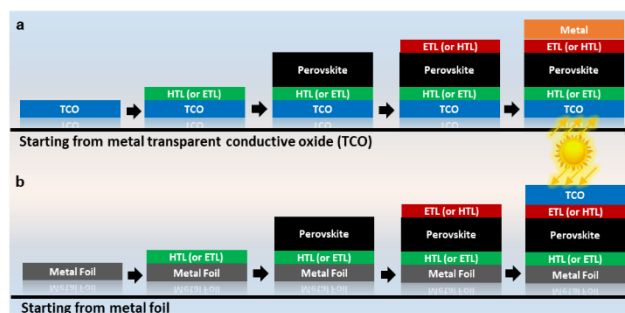 a
Metal
ETL (or HTL)
ETL (or HTL)
Perovskite
Perovskite
Perovskite
HTL (or ETL)
HTL (or ETL)
HTL (or ETL)
HTL (or ETL)
TCO
TCO
TCO
TCO
TCO
Starting from metal transparent conductive oxide (TCO)
b
TCO
ETL (or HTL)
ETL (or HTL)
Perovskite
Perovskite
Perovskite
HTL (or ETL)
HTL (or ETL)
HTL (or ETL)
HTL (or ETL)
Metal Foil
Metal Foil
Metal Foil
Metal Foil
Metal Foil
Starting from metal foil